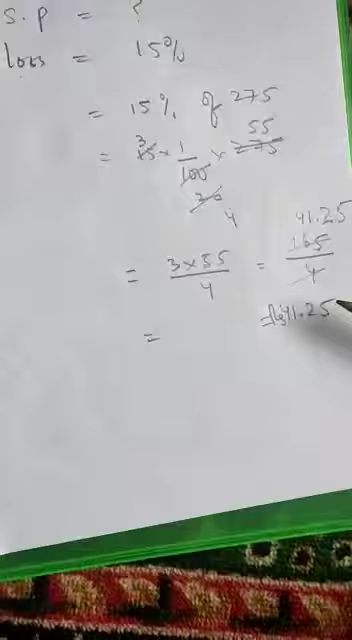 S.P = ?
loss = 15%
= 15% of 275
55
3
= 15 × 1/100 × 275
20
4
41.25
= 3×55/4 = 165/4
= 41.25
=